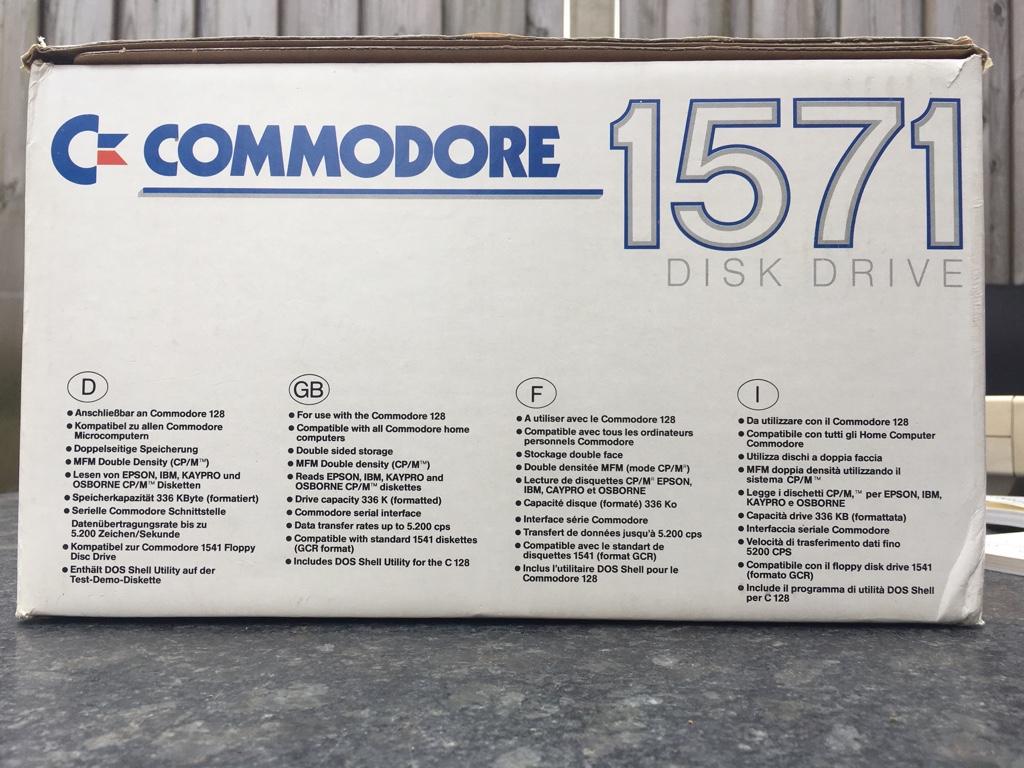 COMMODORE
1571
DISK DRIVE
D
● Anschließbar an Commodore 128
● Kompatibel zu allen Commodore
Microcomputern
● Doppelseitige Speicherung
● MFM Double Density (CP/M™)
● Lesen von EPSON, IBM, KAYPRO und
OSBORNE CP/M™ Disketten
● Speicherkapazität 336 KByte (formatiert)
● Serielle Commodore Schnittstelle
Datenübertragungsrate bis zu
5.200 Zeichen/Sekunde
● Kompatibel zur Commodore 1541 Floppy
Disc Drive
● Enthält DOS Shell Utility auf der
Test-Demo-Diskette
GB
● For use with the Commodore 128
● Compatible with all Commodore home
computers
● Double sided storage
● MFM Double density (CP/M™)
● Reads EPSON, IBM, KAYPRO and
OSBORNE CP/M™ diskettes
● Drive capacity 336 K (formatted)
● Commodore serial interface
● Data transfer rates up to 5.200 cps
● Compatible with standard 1541 diskettes
(GCR format)
● Includes DOS Shell Utility for the C 128
F
● A utiliser avec le Commodore 128
● Compatible avec tous les ordinateurs
personnels Commodore
● Stockage double face
● Double densitée MFM (mode CP/M®)
● Lecture de disquettes CP/M® EPSON,
IBM, CAYPRO et OSBORNE
● Capacité disque (formaté) 336 Ko
● Interface série Commodore
● Transfert de données jusqu'à 5.200 cps
● Compatible avec le standart de
disquettes 1541 (format GCR)
● Inclus l'utilitaire DOS Shell pour le
Commodore 128
I
● Da utilizzare con il Commodore 128
● Compatibile con tutti gli Home Computer
Commodore
● Utilizza dischi a doppia faccia
● MFM doppia densità utilizzando il
sistema CP/M™
● Legge i dischetti CP/M,™ per EPSON, IBM,
KAYPRO e OSBORNE
● Capacità drive 336 KB (formattata)
● Interfaccia seriale Commodore
● Velocità di trasferimento dati fino
5200 CPS
● Compatibile con il floppy disk drive 1541
(formato GCR)
● Include il programma di utilità DOS Shell
per C 128